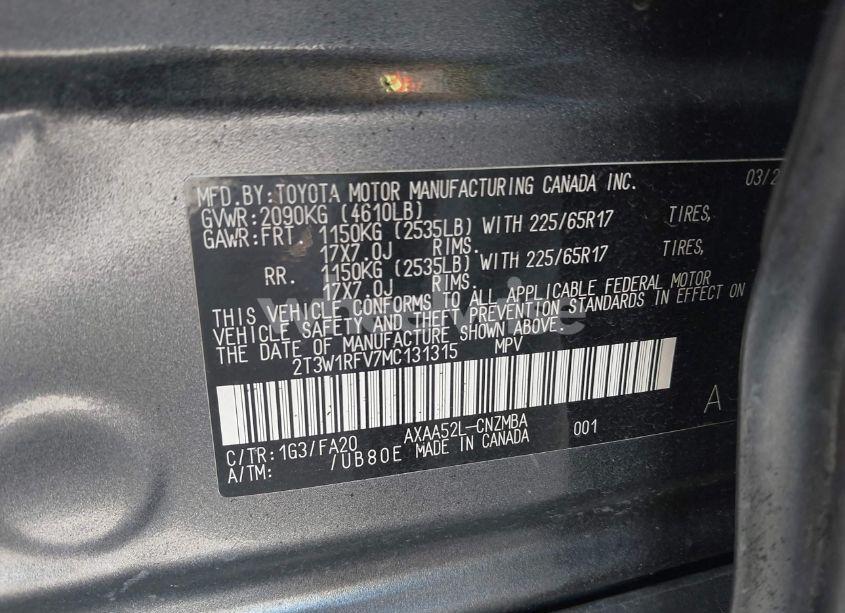 MFD. BY: TOYOTA MOTOR MANUFACTURING CANADA INC. 03/2
GVWR: 2090KG (4610LB)
GAWR: FRT. 1150KG (2535LB) WITH 225/65R17 TIRES,
17X7.0J RIMS.
RR. 1150KG (2535LB) WITH 225/65R17 TIRES,
17X7.0J RIMS.
THIS VEHICLE CONFORMS TO ALL APPLICABLE FEDERAL MOTOR
VEHICLE SAFETY AND THEFT PREVENTION STANDARDS IN EFFECT ON
THE DATE OF MANUFACTURE SHOWN ABOVE.
2T3W1RFV7MC131315 MPV
C/TR: 1G3/FA20 AXAA52L-CNZMBA 001 A
A/TM: /UB80E MADE IN CANADA